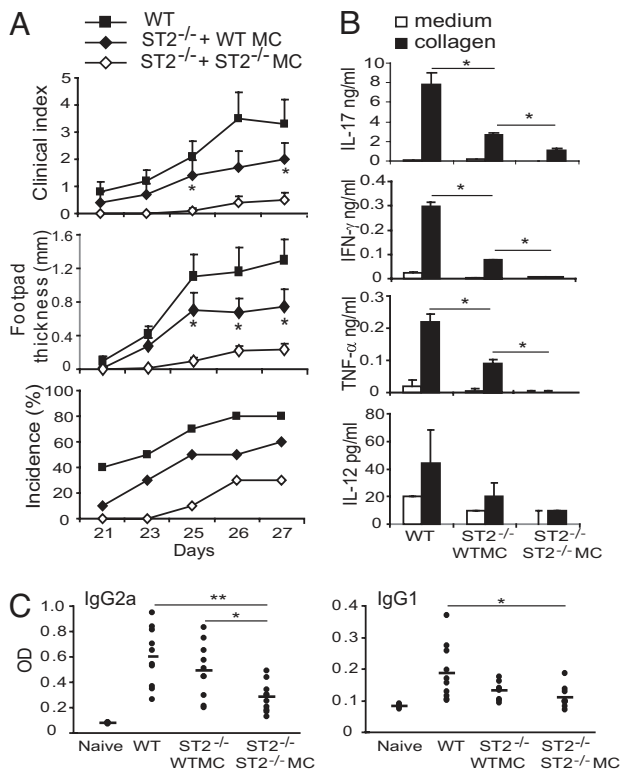 A
WT
ST2-/- + WT MC
ST2-/- + ST2-/- MC
Clinical index
5
4
3
2
1
0
*
*
Footpad
thickness (mm)
1.6
1.2
0.8
0.4
0
*
*
*
Incidence (%)
100
80
60
40
20
0
21 23 25 26 27
Days
B
medium
collagen
IL-17 ng/ml
10
8
6
4
2
0
*
*
IFN-γ ng/ml
0.4
0.3
0.2
0.1
0
*
*
TNF-α ng/ml
0.3
0.2
0.1
0
*
*
IL-12 pg/ml
80
60
40
20
0
WT ST2-/- ST2-/-
WTMC ST2-/- MC
C
IgG2a
OD
1.0
0.8
0.6
0.4
0.2
0
**
*
Naive WT ST2-/- ST2-/-
WTMC ST2-/- MC
IgG1
0.4
0.3
0.2
0.1
0
*
Naive WT ST2-/- ST2-/-
WTMC ST2-/- MC